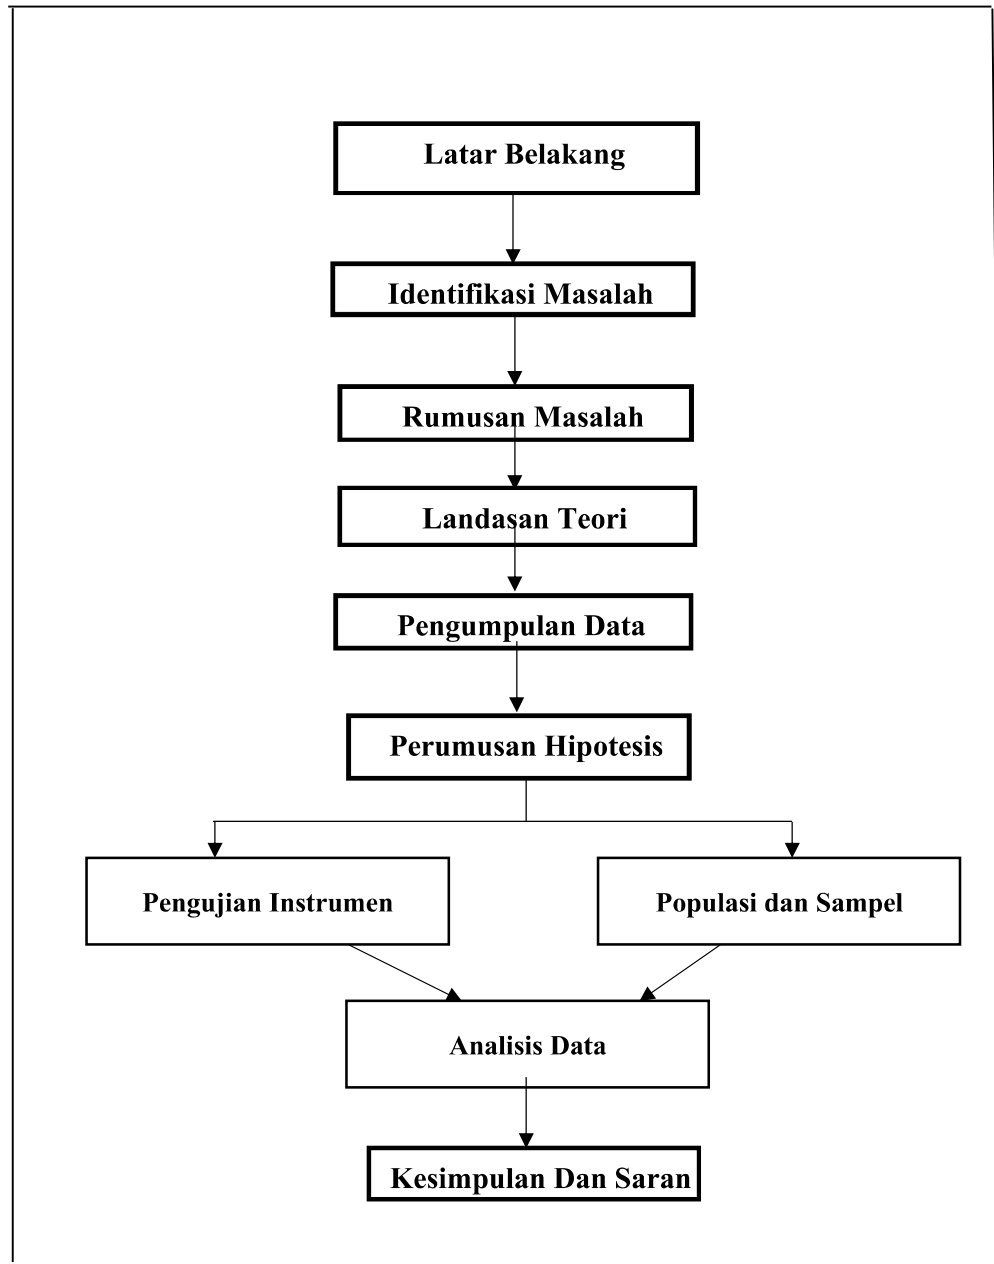 Latar Belakang
Identifikasi Masalah
Rumusan Masalah
Landasan Teori
Pengumpulan Data
Perumusan Hipotesis
Pengujian Instrumen
Populasi dan Sampel
Analisis Data
Kesimpulan Dan Saran